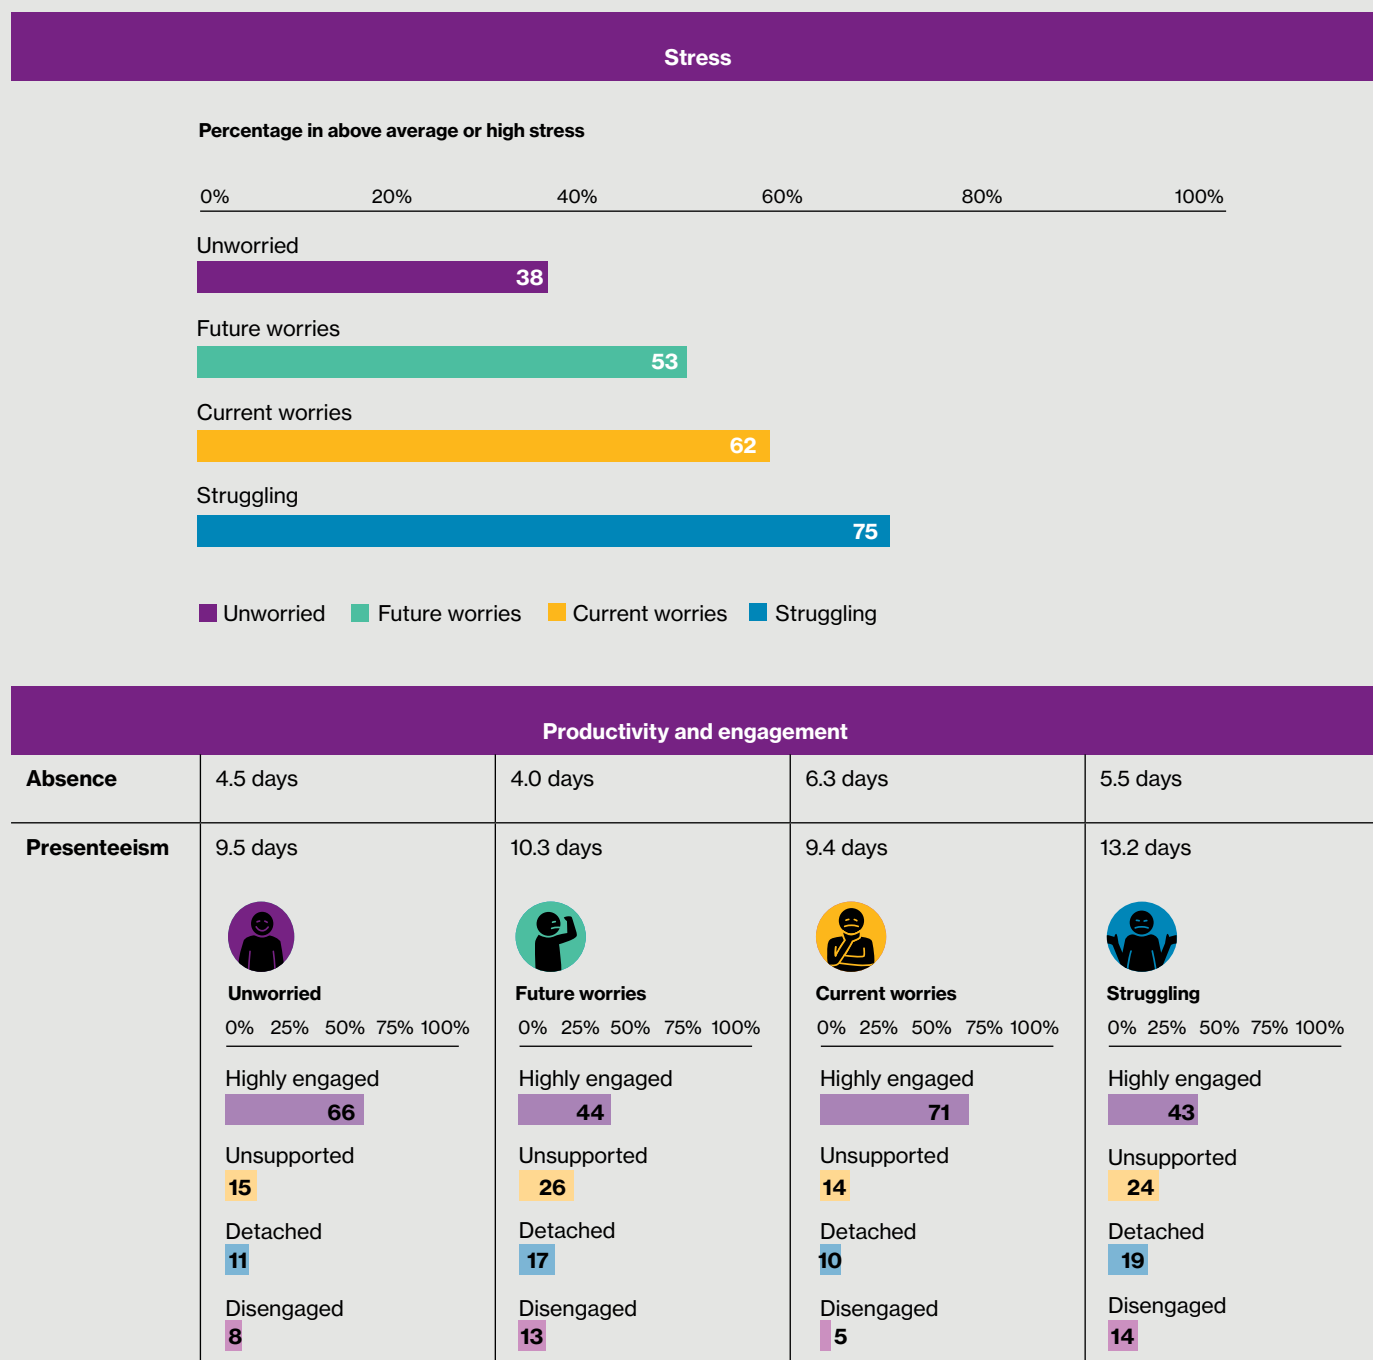 Stress
Percentage in above average or high stress
0% 20% 40% 60% 80% 100%
Unworried
38
Future worries
53
Current worries
62
Struggling
75
Unworried Future worries Current worries Struggling
Productivity and engagement
Absence 4.5 days 4.0 days 6.3 days 5.5 days
Presenteeism 9.5 days 10.3 days 9.4 days 13.2 days
Unworried Future worries Current worries Struggling
0% 25% 50% 75% 100% 0% 25% 50% 75% 100% 0% 25% 50% 75% 100% 0% 25% 50% 75% 100%
Highly engaged Highly engaged Highly engaged Highly engaged
66 44 71 43
Unsupported Unsupported Unsupported Unsupported
15 26 14 24
Detached Detached Detached Detached
11 17 10 19
Disengaged Disengaged Disengaged Disengaged
8 13 5 14